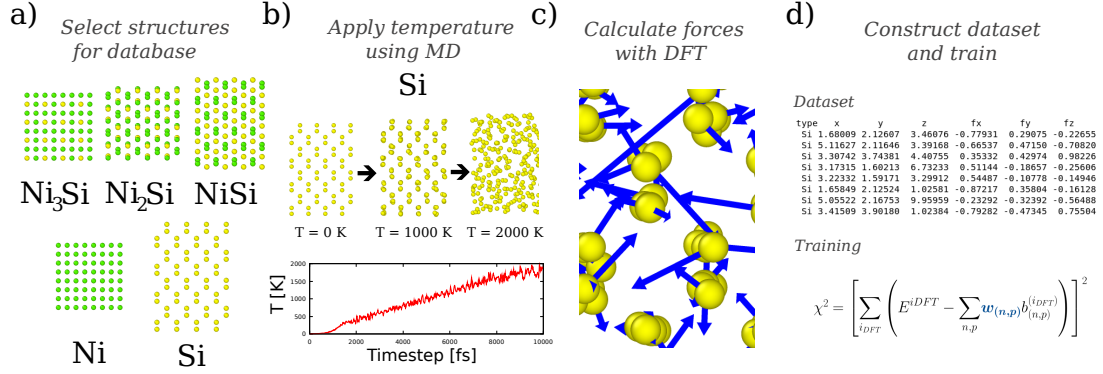 a)
Select structures
for database
Ni₃Si
Ni₂Si
NiSi
Ni
Si
b)
Apply temperature
using MD
Si
T = 0 K
T = 1000 K
T = 2000 K
T [K]
2000
1500
1000
500
0
0 2000 4000 6000 8000 10000
Timestep [fs]
c)
Calculate forces
with DFT
d)
Construct dataset
and train
Dataset
type x y z fx fy fz
Si 1.68009 2.12607 3.46076 -0.77931 0.29075 -0.22655
Si 5.11627 2.11646 3.39168 -0.66537 0.47150 -0.70820
Si 3.30742 3.74381 4.40755 0.35332 0.42974 0.98226
Si 3.17315 1.60213 6.73233 0.51144 -0.18657 -0.25606
Si 3.22332 1.59171 3.29912 0.54487 -0.10778 -0.14946
Si 1.65849 2.12524 1.02581 -0.87217 0.35804 -0.16128
Si 5.05522 2.16753 9.95959 -0.23292 -0.32392 -0.56488
Si 3.41509 3.90180 1.02384 -0.79282 -0.47345 0.75504
Training
χ² = [∑_{i_{DFT}} (E^{iDFT} − ∑_{n,p} w_{(n,p)} b_{(n,p)}^{(i_{DFT})})]²